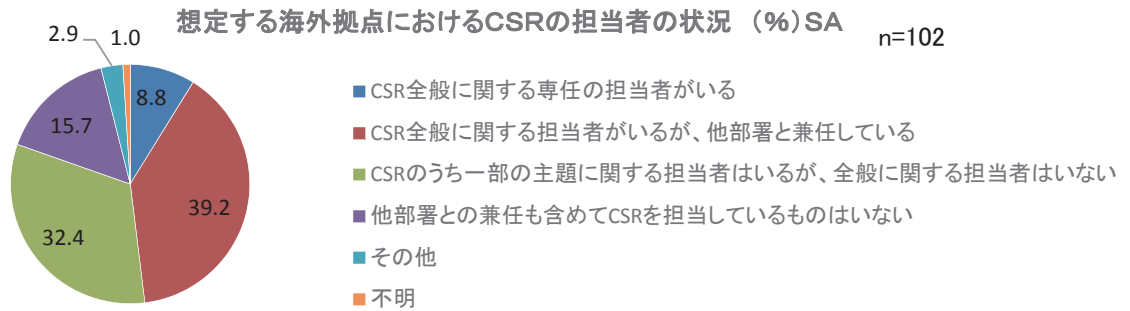 想定する海外拠点におけるCSRの担当者の状況 （%）SA
n=102
2.9
1.0
8.8
15.7
39.2
32.4
CSR全般に関する専任の担当者がいる
CSR全般に関する担当者がいるが、他部署と兼任している
CSRのうち一部の主題に関する担当者はいるが、全般に関する担当者はいない
他部署との兼任も含めてCSRを担当しているものはいない
その他
不明